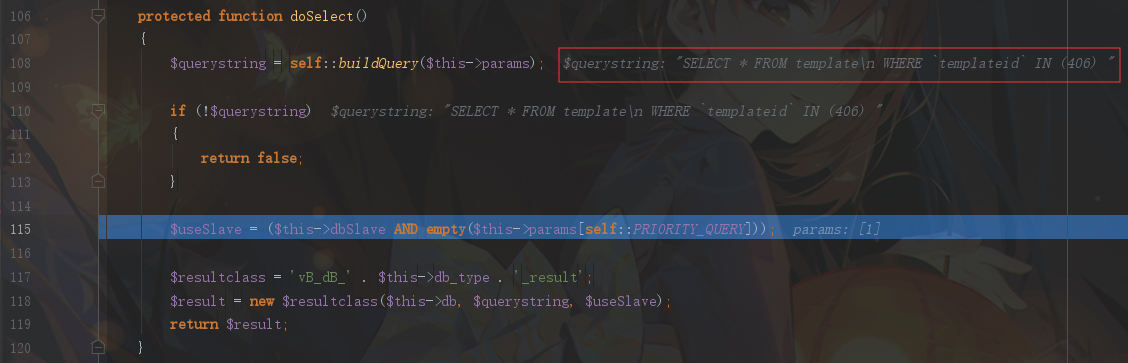 106 protected function doSelect()
107 {
108 $querystring = self::buildQuery($this->params); $querystring: "SELECT * FROM template\n WHERE `templateid` IN (406) "
109
110 if (!$querystring) $querystring: "SELECT * FROM template\n WHERE `templateid` IN (406) "
111 {
112 return false;
113 }
114
115 $useSlave = ($this->dbSlave AND empty($this->params[self::PRIORITY_QUERY])); params: [1]
116
117 $resultclass = 'vB_dB_' . $this->db_type . '_result';
118 $result = new $resultclass($this->db, $querystring, $useSlave);
119 return $result;
120 }